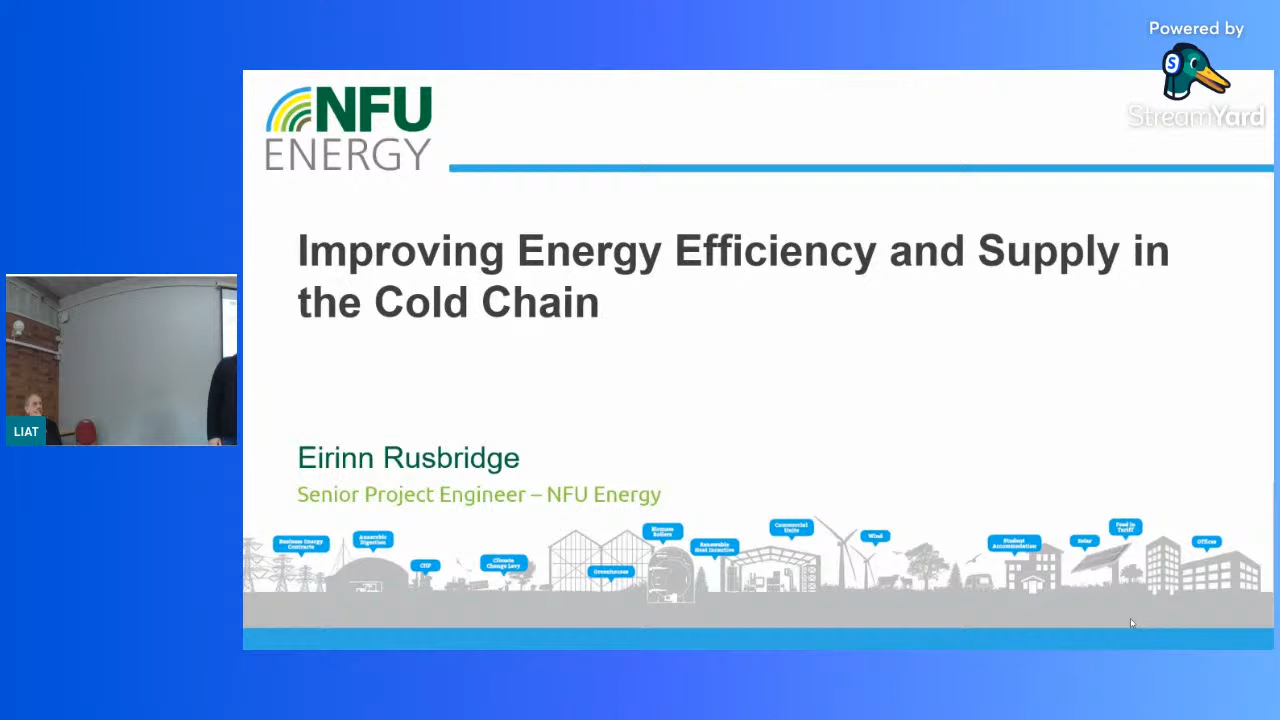 Powered by
StreamYard
NFU
ENERGY
Improving Energy Efficiency and Supply in
the Cold Chain
LIAT
Eirinn Rusbridge
Senior Project Engineer – NFU Energy
Business Energy
Contracts
Anaerobic
Digestion
CHP
Climate
Change Levy
Greenhouses
Biomass
Boilers
Renewable
Heat Incentive
Commercial
Units
Wind
Student
Accommodation
Solar
Feed in
Tariff
Offices